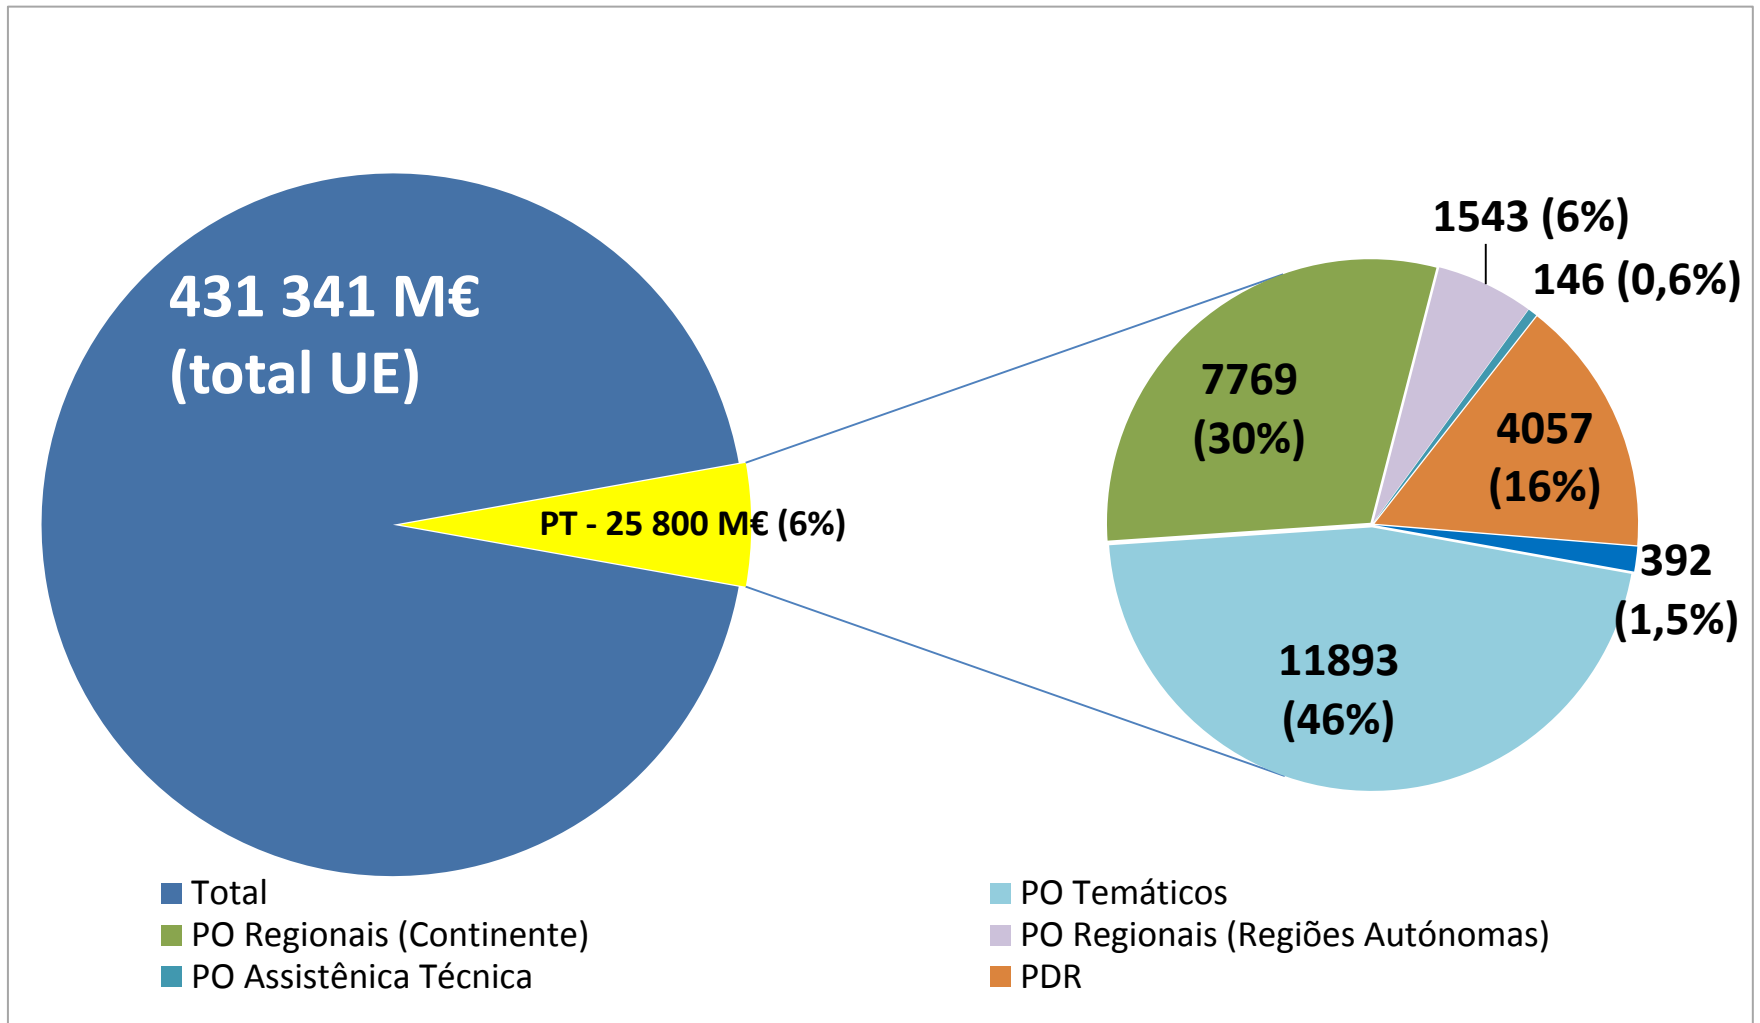 431 341 M€
(total UE)
PT - 25 800 M€ (6%)
1543 (6%)
146 (0,6%)
7769
(30%)
4057
(16%)
392
(1,5%)
11893
(46%)
Total
PO Temáticos
PO Regionais (Continente)
PO Regionais (Regiões Autónomas)
PO Assistênica Técnica
PDR